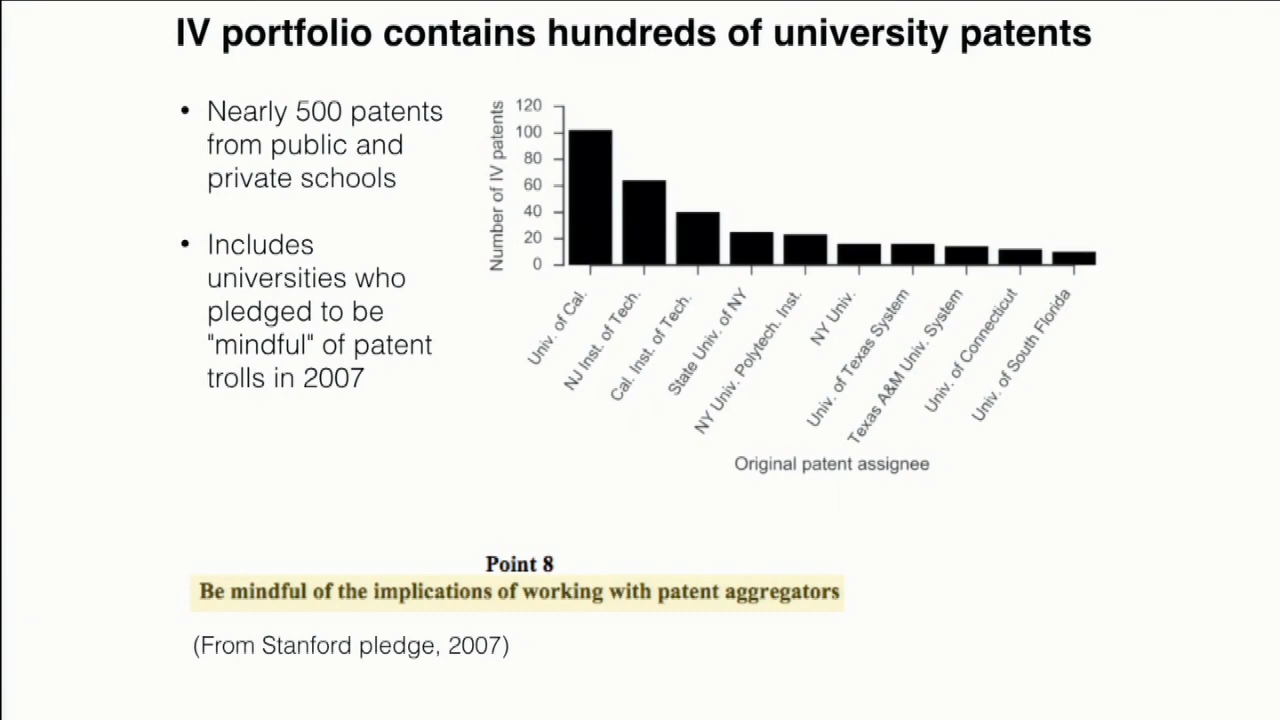 IV portfolio contains hundreds of university patents
• Nearly 500 patents
from public and
private schools
• Includes
universities who
pledged to be
"mindful" of patent
trolls in 2007
Number of IV patents
120
100
80
60
40
20
0
Univ. of Cal.
NJ Inst. of Tech.
Cal. Inst. of Tech.
State Univ. of NY
NY Univ. Polytech. Inst.
NY Univ.
Univ. of Texas System
Texas A&M Univ. System
Univ. of Connecticut
Univ. of South Florida
Original patent assignee
Point 8
Be mindful of the implications of working with patent aggregators
(From Stanford pledge, 2007)